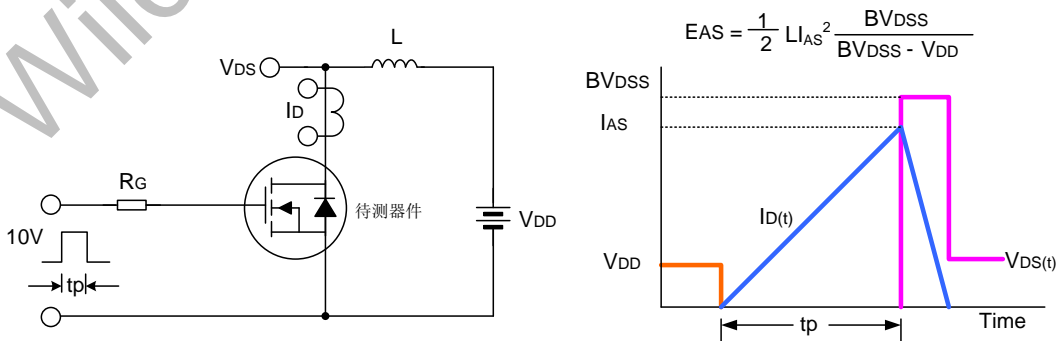 Wil
VDS
L
ID
RG
待测器件
VDD
10V
tp
EAS = 1/2 LIAS² BVDSS/(BVDSS - VDD)
BVDSS
IAS
ID(t)
VDD
VDS(t)
tp
Time